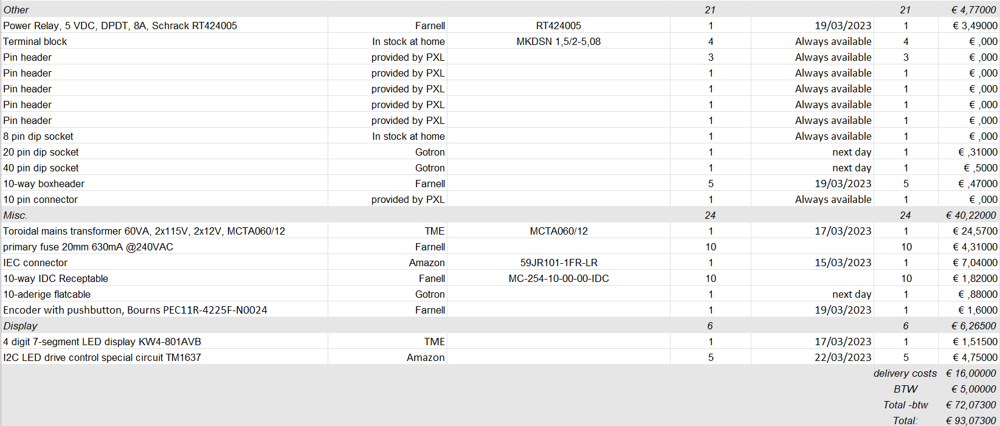 Other 21 21 € 4,77000
Power Relay, 5 VDC, DPDT, 8A, Schrack RT424005 Farnell RT424005 1 19/03/2023 1 € 3,49000
Terminal block In stock at home MKDSN 1,5/2-5,08 4 Always available 4 € ,000
Pin header provided by PXL 3 Always available 3 € ,000
Pin header provided by PXL 1 Always available 1 € ,000
Pin header provided by PXL 1 Always available 1 € ,000
Pin header provided by PXL 1 Always available 1 € ,000
Pin header provided by PXL 1 Always available 1 € ,000
8 pin dip socket In stock at home 1 Always available 1 € ,000
20 pin dip socket Gotron 1 next day 1 € ,31000
40 pin dip socket Gotron 1 next day 1 € ,5000
10-way boxheader Farnell 5 19/03/2023 5 € ,47000
10 pin connector provided by PXL 1 Always available 1 € ,000
Misc. 24 24 € 40,22000
Toroidal mains transformer 60VA, 2x115V, 2x12V, MCTA060/12 TME MCTA060/12 1 17/03/2023 1 € 24,5700
primary fuse 20mm 630mA @240VAC Farnell 10 10 € 4,31000
IEC connector Amazon 59JR101-1FR-LR 1 15/03/2023 1 € 7,04000
10-way IDC Receptable Fanell MC-254-10-00-00-IDC 10 10 € 1,82000
10-aderige flatcable Gotron 1 next day 1 € ,88000
Encoder with pushbutton, Bourns PEC11R-4225F-N0024 Farnell 1 19/03/2023 1 € 1,6000
Display 6 6 € 6,26500
4 digit 7-segment LED display KW4-801AVB TME 1 17/03/2023 1 € 1,51500
I2C LED drive control special circuit TM1637 Amazon 5 22/03/2023 5 € 4,75000
delivery costs € 16,00000
BTW € 5,00000
Total -btw € 72,07300
Total: € 93,07300